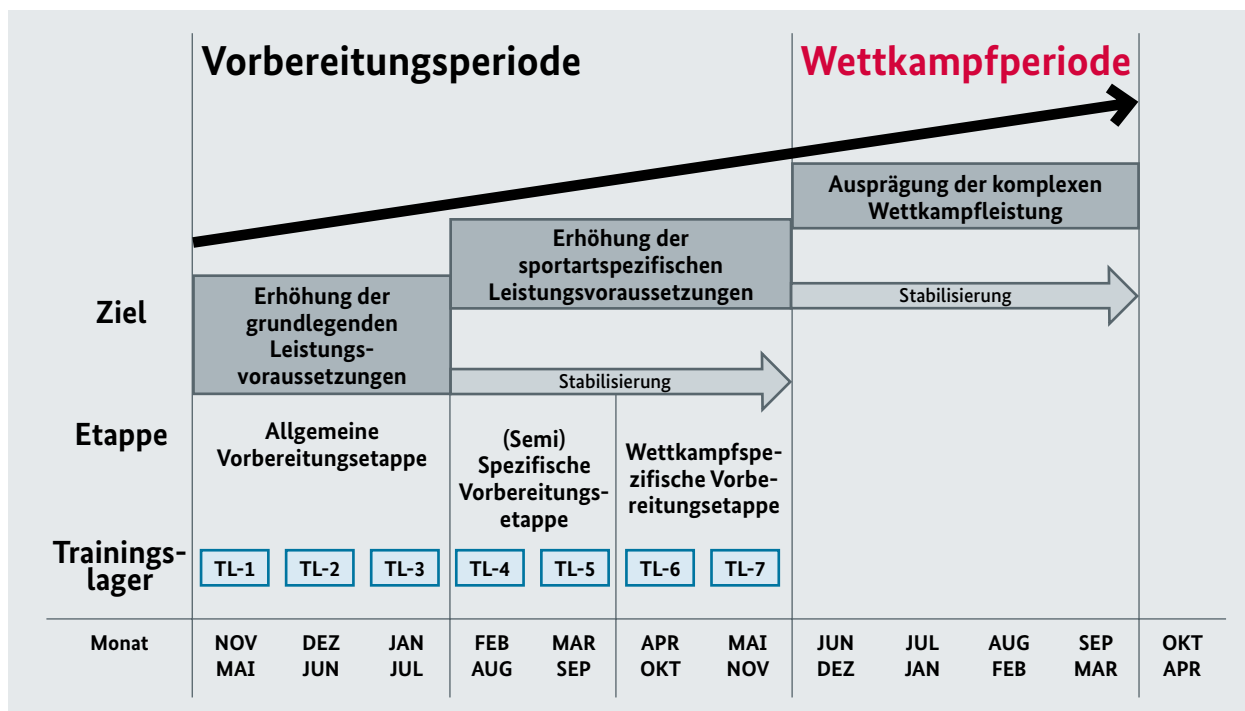 Vorbereitungsperiode
Wettkampfperiode
Ausprägung der komplexen
Wettkampfleistung
Erhöhung der
sportartspezifischen
Leistungsvoraussetzungen
Stabilisierung
Ziel
Erhöhung der
grundlegenden
Leistungs-
voraussetzungen
Stabilisierung
Etappe
Allgemeine
Vorbereitungsetappe
(Semi)
Spezifische
Vorbereitungs-
etappe
Wettkampfspe-
zifische Vorbe-
reitungsetappe
Trainings-
lager
TL-1 TL-2 TL-3 TL-4 TL-5 TL-6 TL-7
Monat NOV DEZ JAN FEB MAR APR MAI JUN JUL AUG SEP OKT
MAI JUN JUL AUG SEP OKT NOV DEZ JAN FEB MAR APR